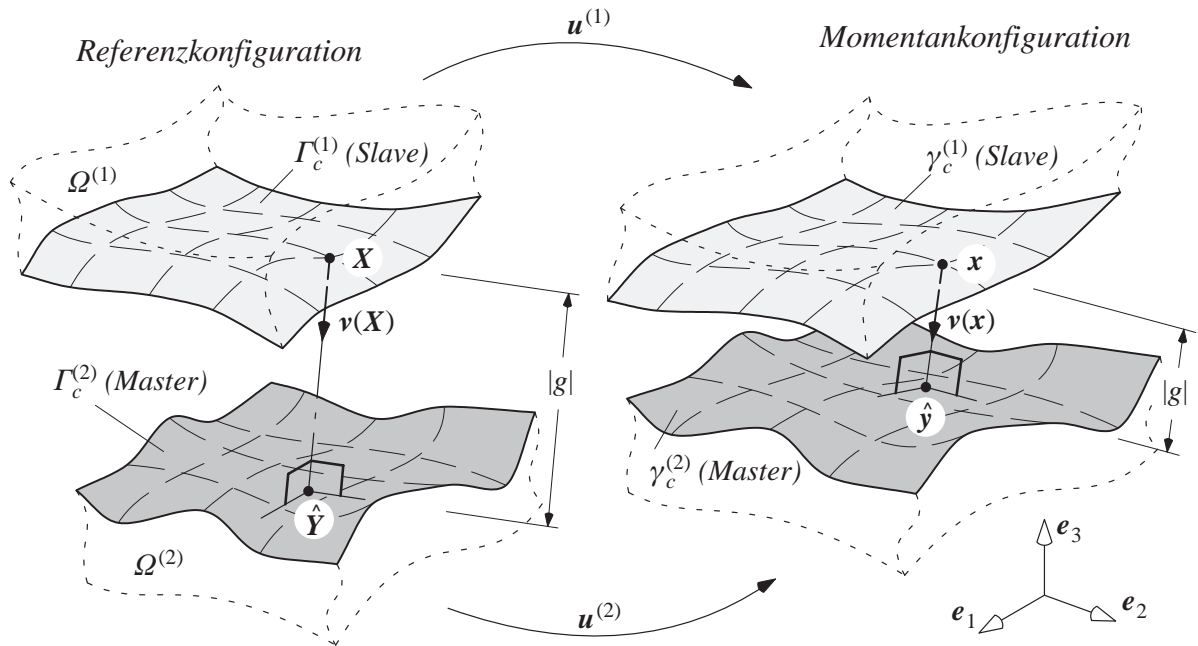 Referenzkonfiguration
u^(1)
Momentankonfiguration
Γ_c^(1) (Slave)
Ω^(1)
X
ν(X)
|g|
Γ_c^(2) (Master)
Ŷ
Ω^(2)
γ_c^(1) (Slave)
x
ν(x)
|g|
ŷ
γ_c^(2) (Master)
u^(2)
e_3
e_1
e_2